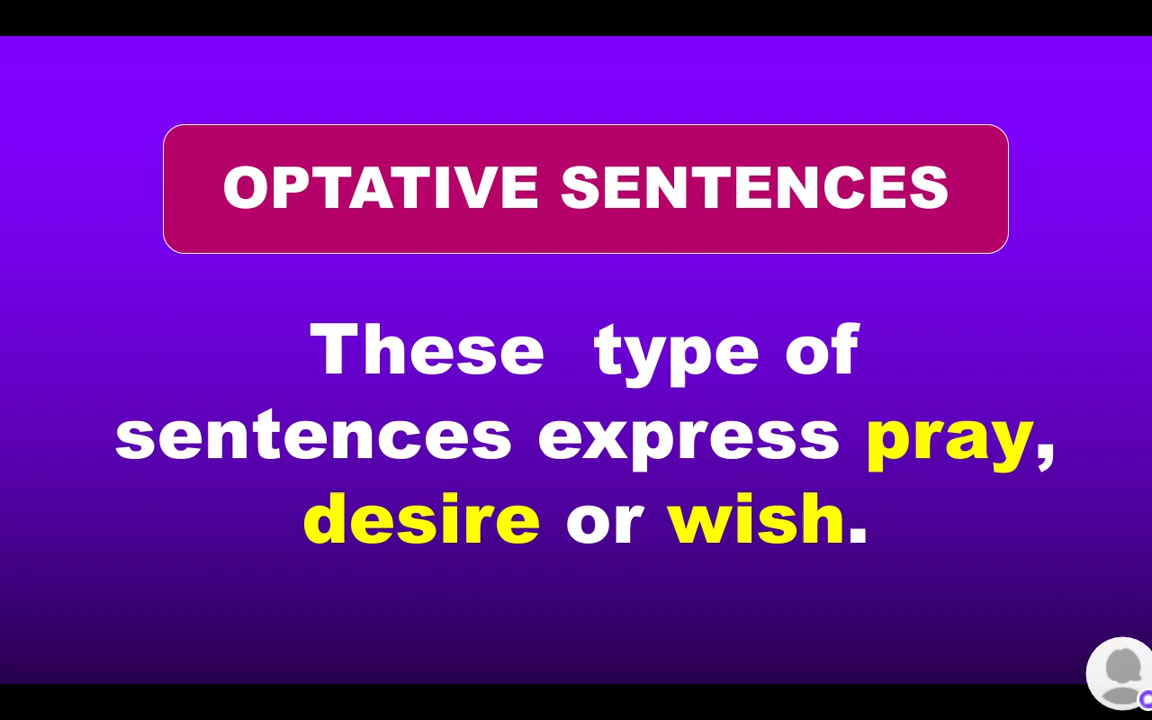 OPTATIVE SENTENCES
These  type of
sentences express pray,
desire or wish.